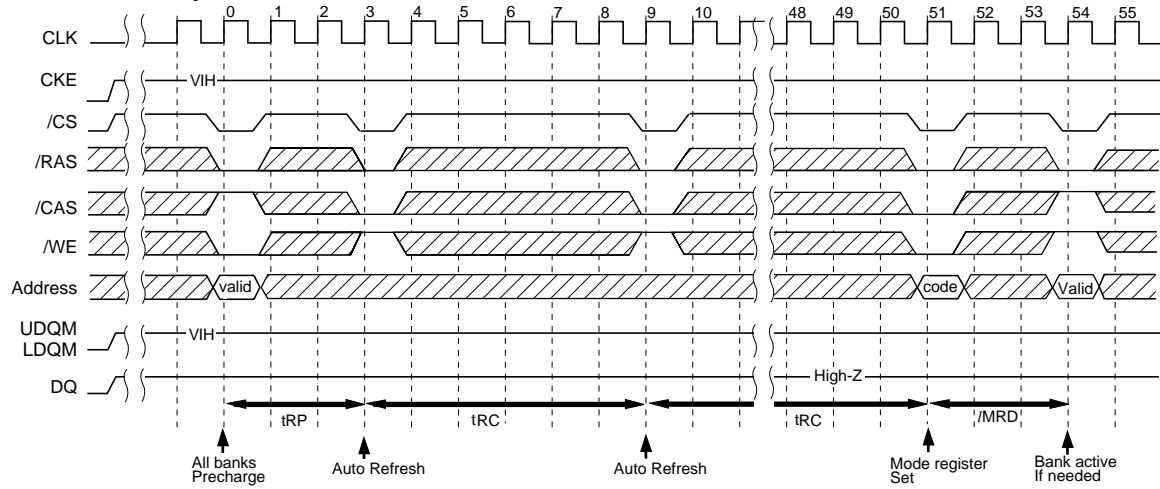 0 1 2 3 4 5 6 7 8 9 10 48 49 50 51 52 53 54 55
CLK
CKE VIH
/CS
/RAS
/CAS
/WE
Address valid code Valid
UDQM VIH
LDQM
DQ High-Z
tRP tRC tRC lMRD
All banks
Precharge
Auto Refresh
Auto Refresh
Mode register
Set
Bank active
If needed